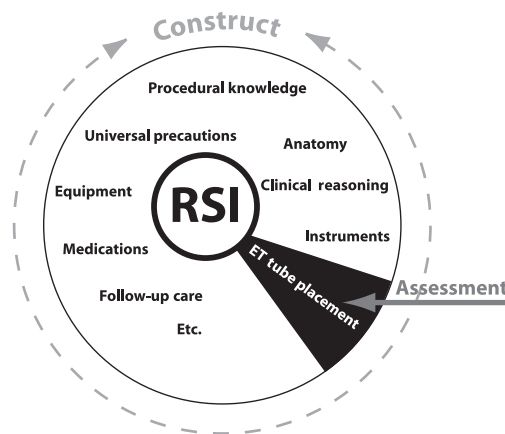 Construct
Procedural knowledge
Universal precautions
Anatomy
Equipment
RSI
Clinical reasoning
Medications
Instruments
ET tube placement
Assessment
Follow-up care
Etc.